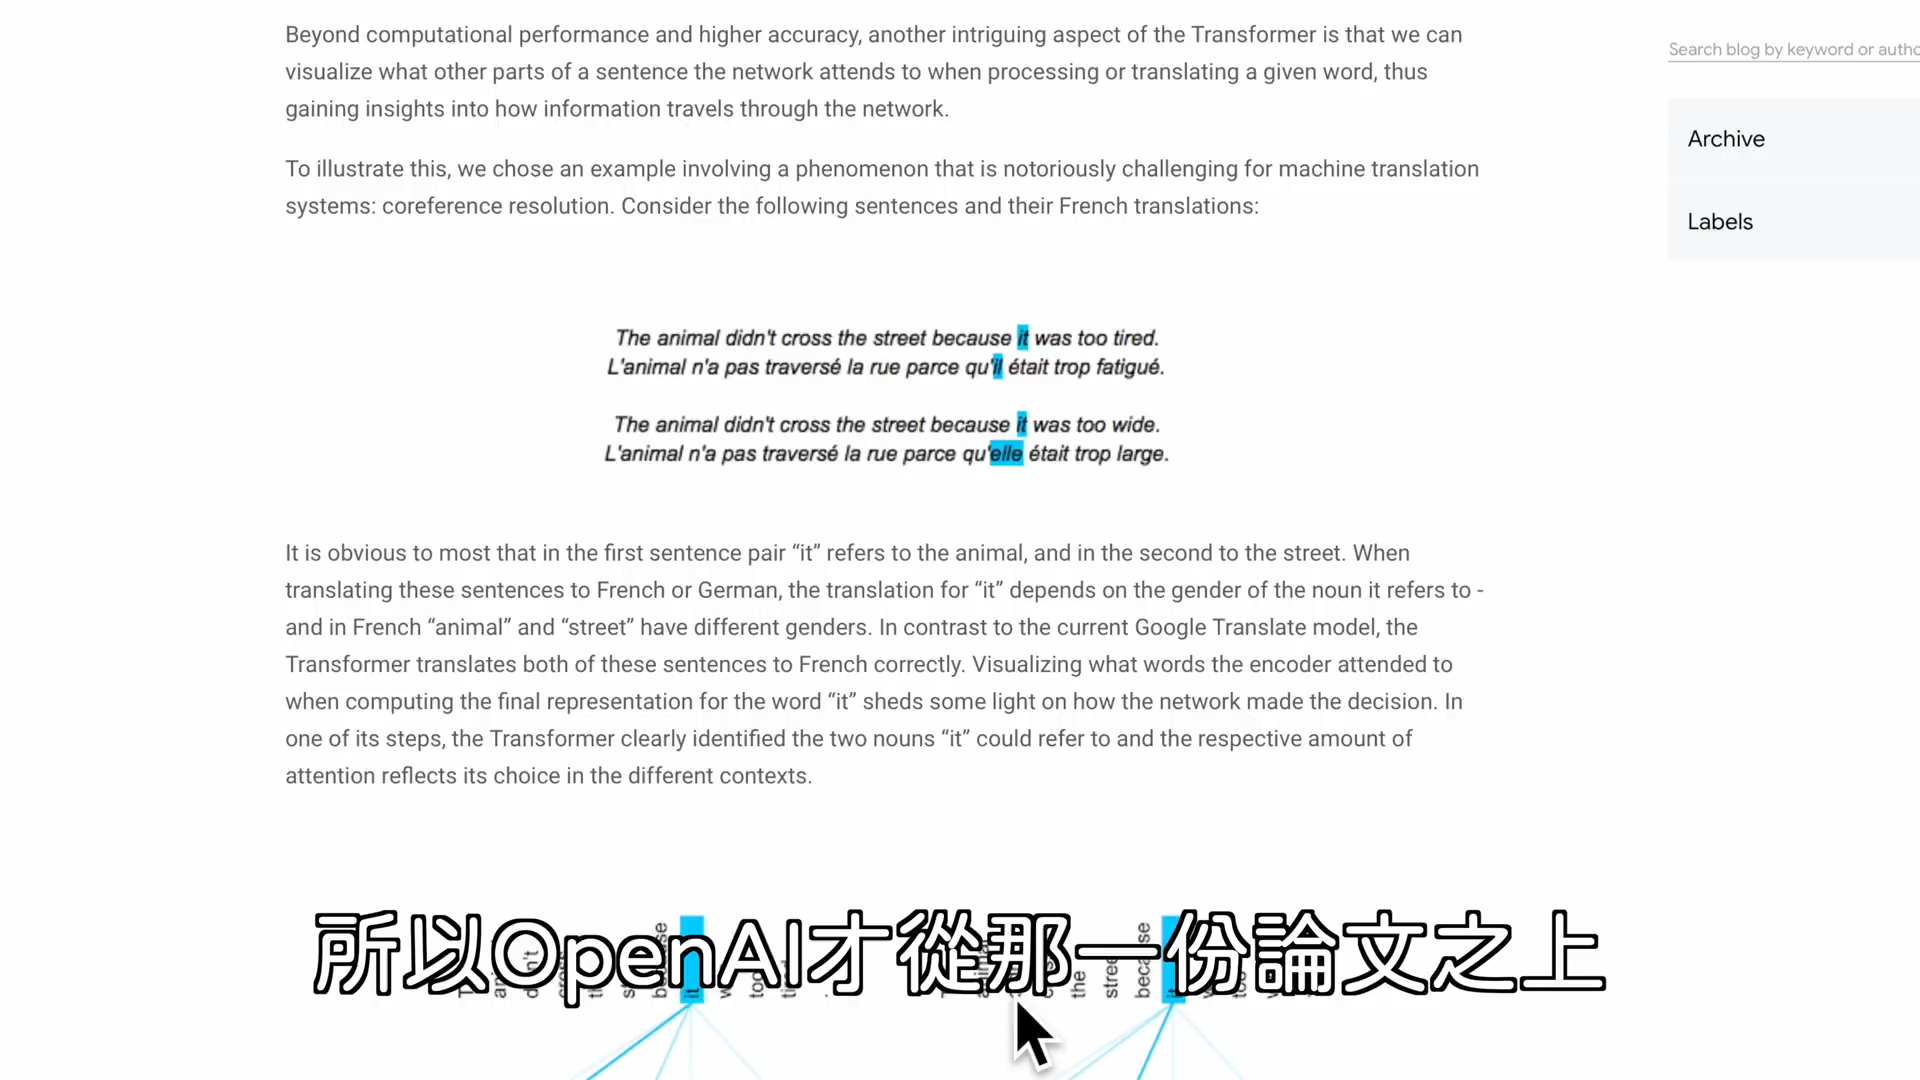 Beyond computational performance and higher accuracy, another intriguing aspect of the Transformer is that we can
visualize what other parts of a sentence the network attends to when processing or translating a given word, thus
gaining insights into how information travels through the network.
To illustrate this, we chose an example involving a phenomenon that is notoriously challenging for machine translation
systems: coreference resolution. Consider the following sentences and their French translations:
The animal didn't cross the street because it was too tired.
L'animal n'a pas traversé la rue parce qu'il était trop fatigué.
The animal didn't cross the street because it was too wide.
L'animal n'a pas traversé la rue parce qu'elle était trop large.
It is obvious to most that in the first sentence pair “it” refers to the animal, and in the second to the street. When
translating these sentences to French or German, the translation for “it” depends on the gender of the noun it refers to -
and in French “animal” and “street” have different genders. In contrast to the current Google Translate model, the
Transformer translates both of these sentences to French correctly. Visualizing what words the encoder attended to
when computing the final representation for the word “it” sheds some light on how the network made the decision. In
one of its steps, the Transformer clearly identified the two nouns “it” could refer to and the respective amount of
attention reflects its choice in the different contexts.
Search blog by keyword or autho
Archive
Labels
it
the
because
所以OpenAI才從那一份論文之上